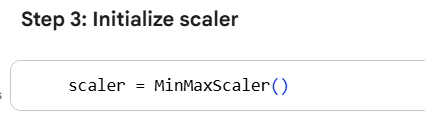 Step 3: Initialize scaler
scaler = MinMaxScaler()